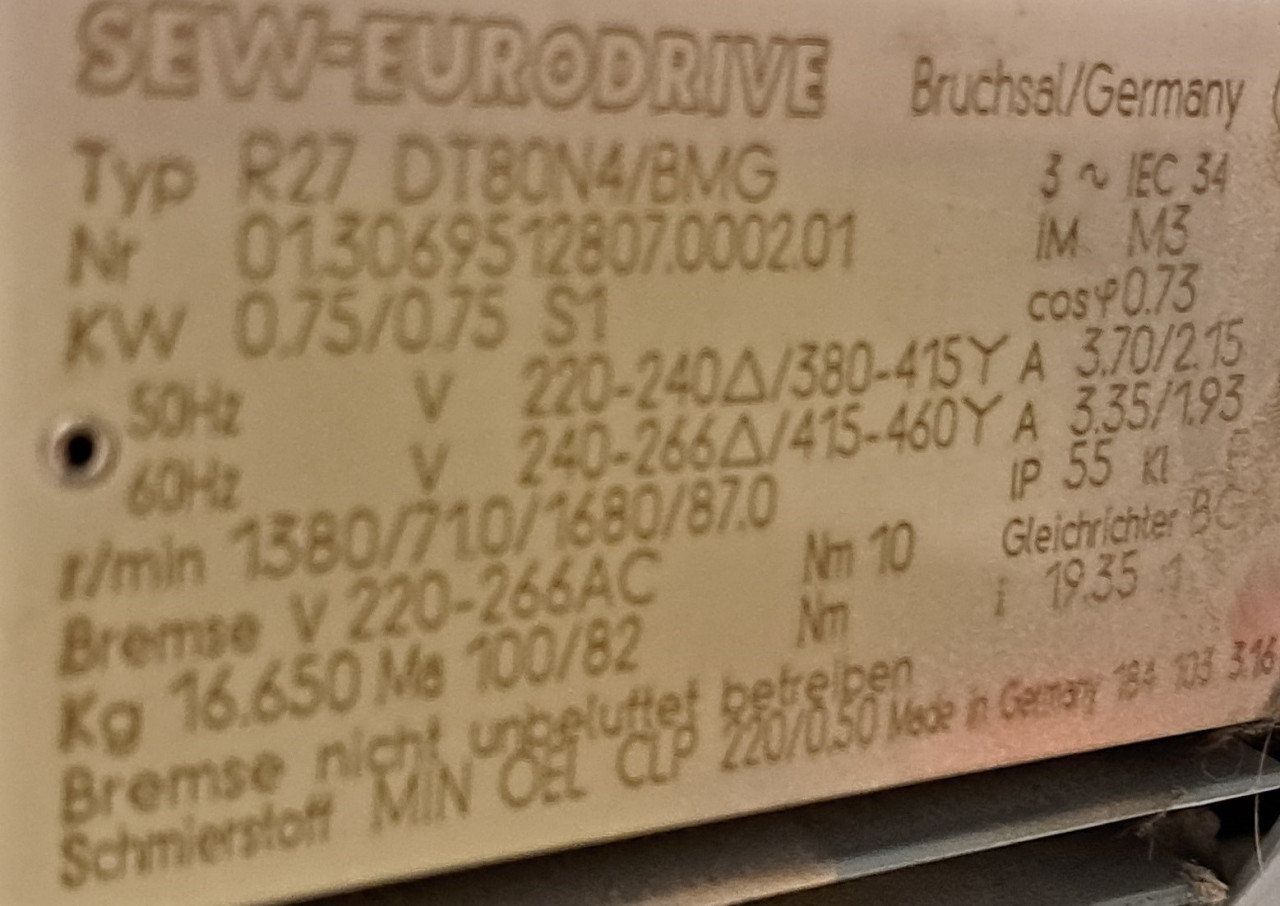 SEW-EURODRIVE Bruchsal/Germany
Typ R27 DT80N4/BMG 3 ~ IEC 34
Nr 01.3069512807.0002.01 IM M3
KW 0.75/0.75 S1 cosφ 0.73
50Hz V 220-240Δ/380-415Y A 3.70/2.15
60Hz V 240-266Δ/415-460Y A 3.35/1.93
r/min 1380/71.0/1680/87.0 IP 55 Kl
Bremse V 220-266AC Nm 10 Gleichrichter
Kg 16.650 Ma 100/82 Nm i 19.35 :1
Bremse nicht unbeluftet betreiben
Schmierstoff MIN OEL CLP 220/0.50 Made in Germany 184 103 3.16